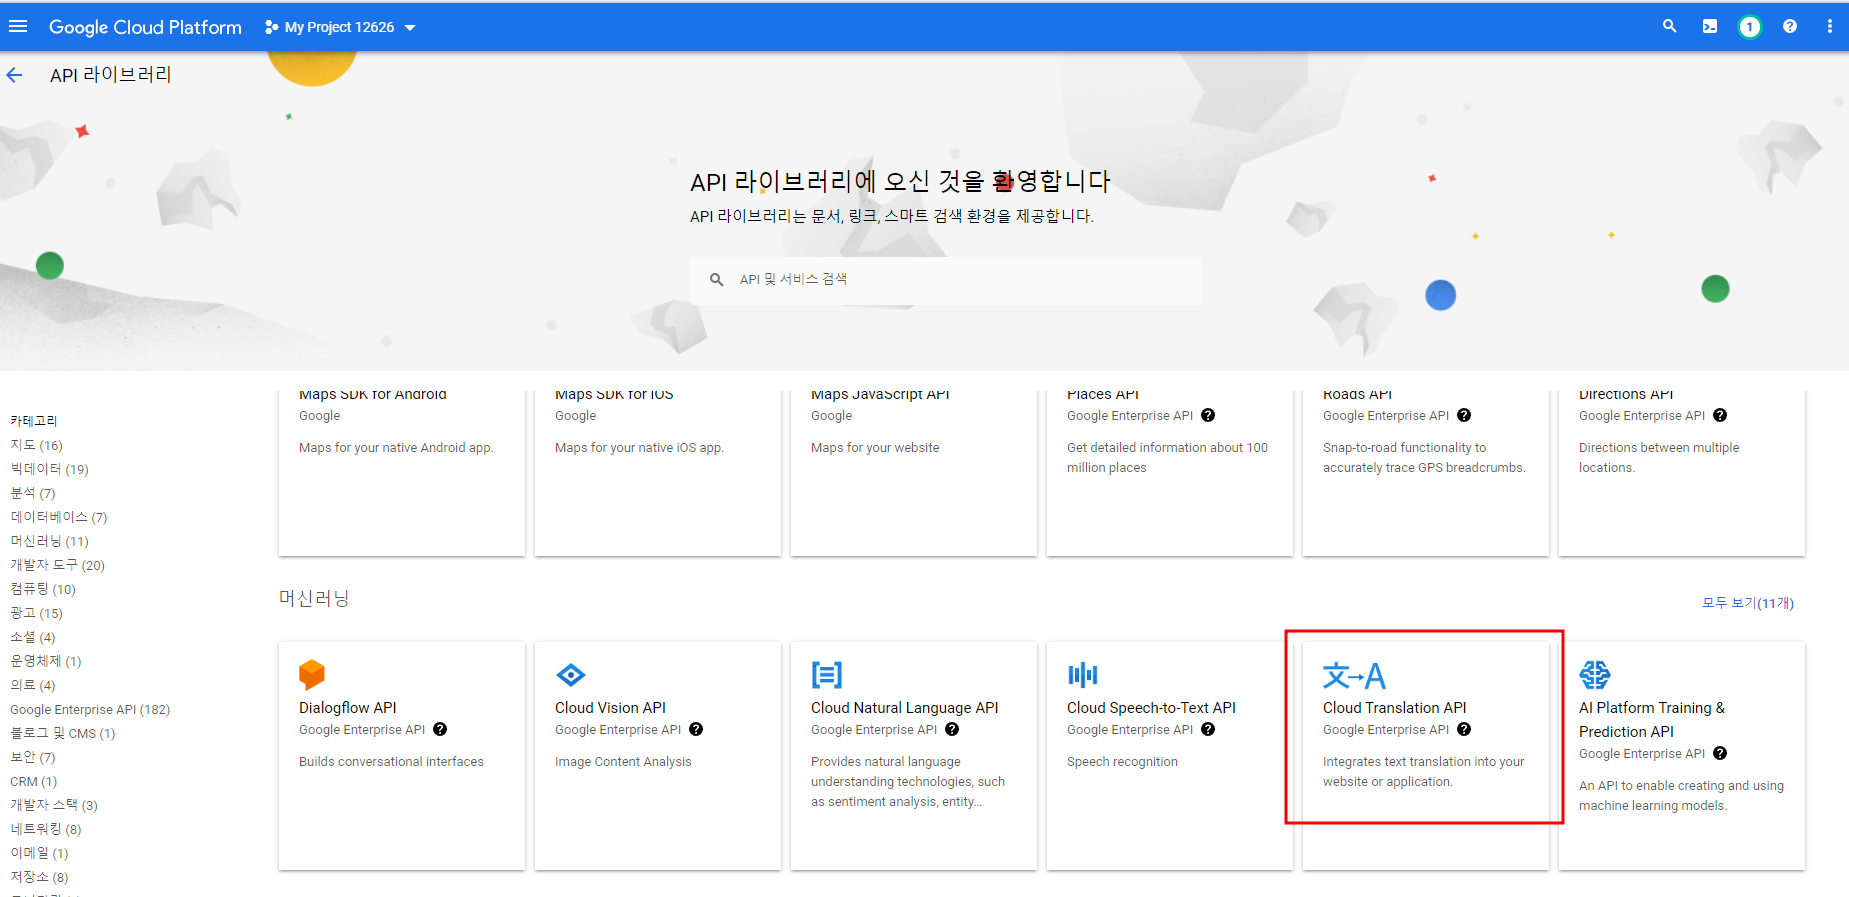 Google Cloud Platform My Project 12626 1
API 라이브러리
API 라이브러리에 오신 것을 환영합니다
API 라이브러리는 문서, 링크, 스마트 검색 환경을 제공합니다.
API 및 서비스 검색
카테고리
지도 (16)
빅데이터 (19)
분석 (7)
데이터베이스 (7)
머신러닝 (11)
개발자 도구 (20)
컴퓨팅 (10)
광고 (15)
소셜 (4)
운영체제 (1)
의료 (4)
Google Enterprise API (182)
블로그 및 CMS (1)
보안 (7)
CRM (1)
개발자 스택 (3)
네트워킹 (8)
이메일 (1)
저장소 (8)
Maps SDK for Android
Google
Maps for your native Android app.
Maps SDK for iOS
Google
Maps for your native iOS app.
Maps JavaScript API
Google
Maps for your website
Places API
Google Enterprise API
Get detailed information about 100
million places
Roads API
Google Enterprise API
Snap-to-road functionality to
accurately trace GPS breadcrumbs.
Directions API
Google Enterprise API
Directions between multiple
locations.
머신러닝
모두 보기(11개)
Dialogflow API
Google Enterprise API
Builds conversational interfaces
Cloud Vision API
Google Enterprise API
Image Content Analysis
Cloud Natural Language API
Google Enterprise API
Provides natural language
understanding technologies, such
as sentiment analysis, entity...
Cloud Speech-to-Text API
Google Enterprise API
Speech recognition
文→A
Cloud Translation API
Google Enterprise API
Integrates text translation into your
website or application.
AI Platform Training &
Prediction API
Google Enterprise API
An API to enable creating and using
machine learning models.